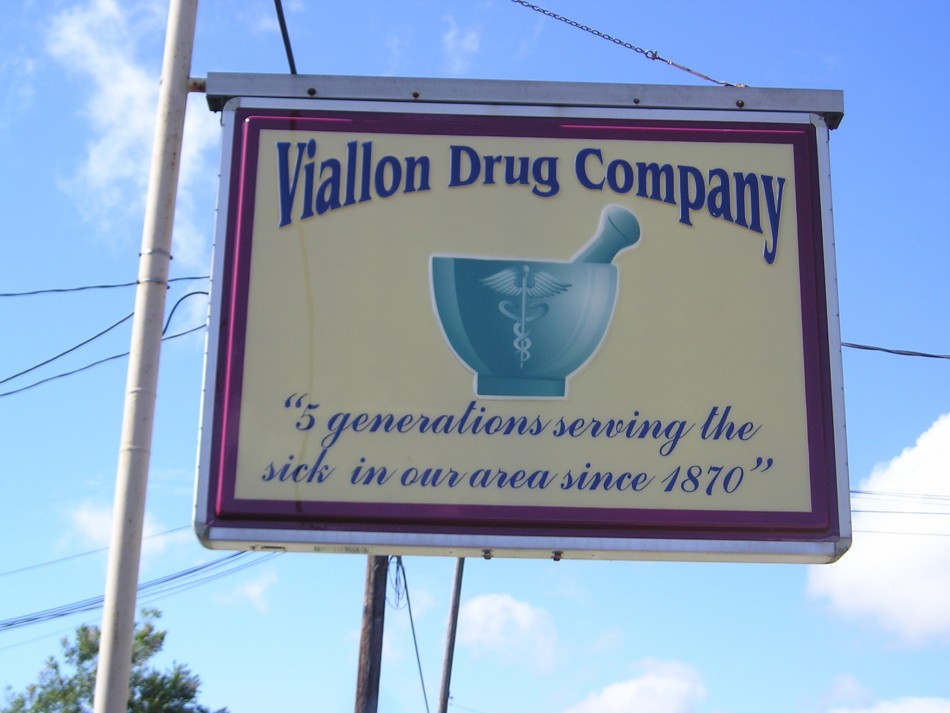 Viallon Drug Company
“5 generations serving the
sick in our area since 1870”